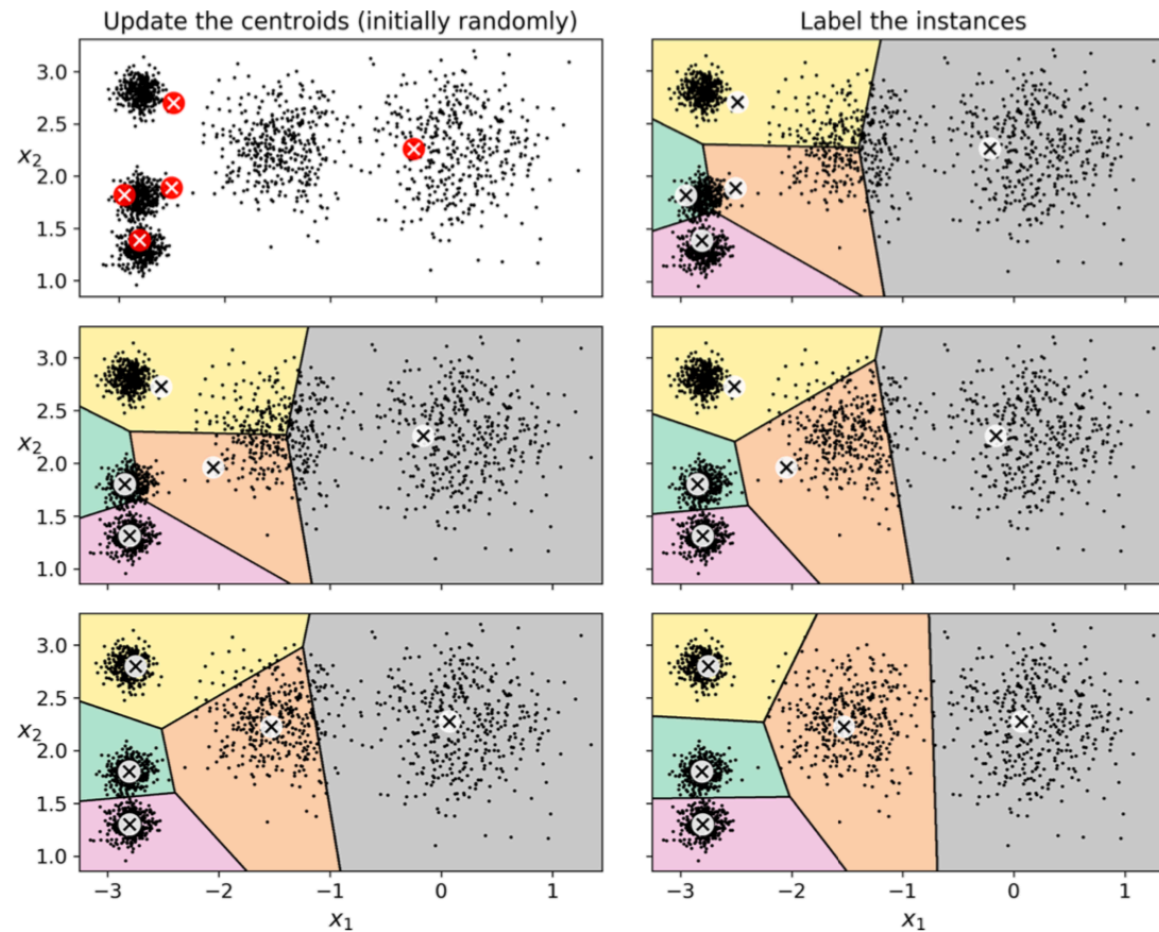 Update the centroids (initially randomly)
Label the instances
3.0
2.5
x₂
2.0
1.5
1.0
3.0
2.5
x₂
2.0
1.5
1.0
3.0
2.5
x₂
2.0
1.5
1.0
−3 −2 −1 0 1
x₁
−3 −2 −1 0 1
x₁